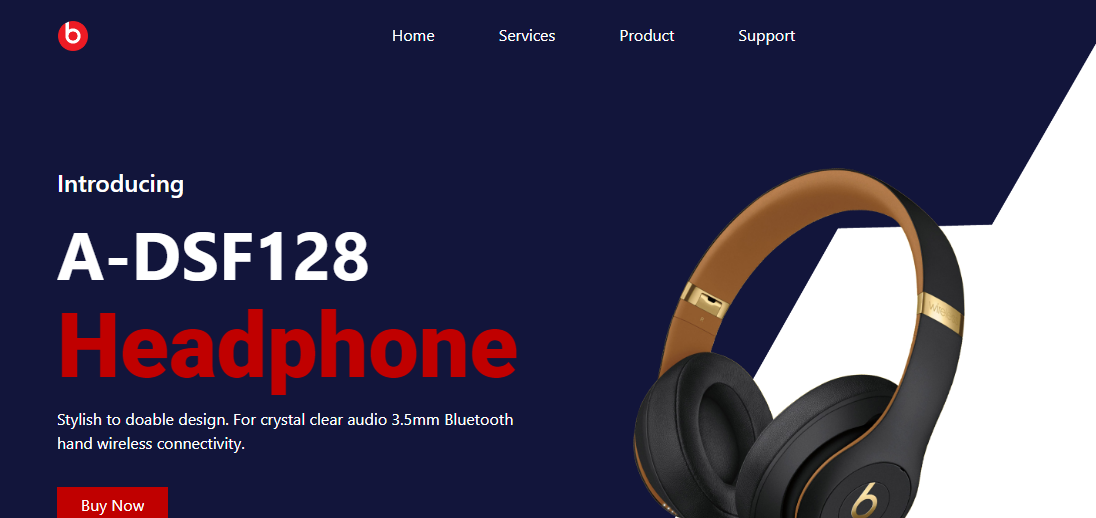 b
Home Services Product Support
Introducing
A-DSF128
Headphone
Stylish to doable design. For crystal clear audio 3.5mm Bluetooth
hand wireless connectivity.
Buy Now
b